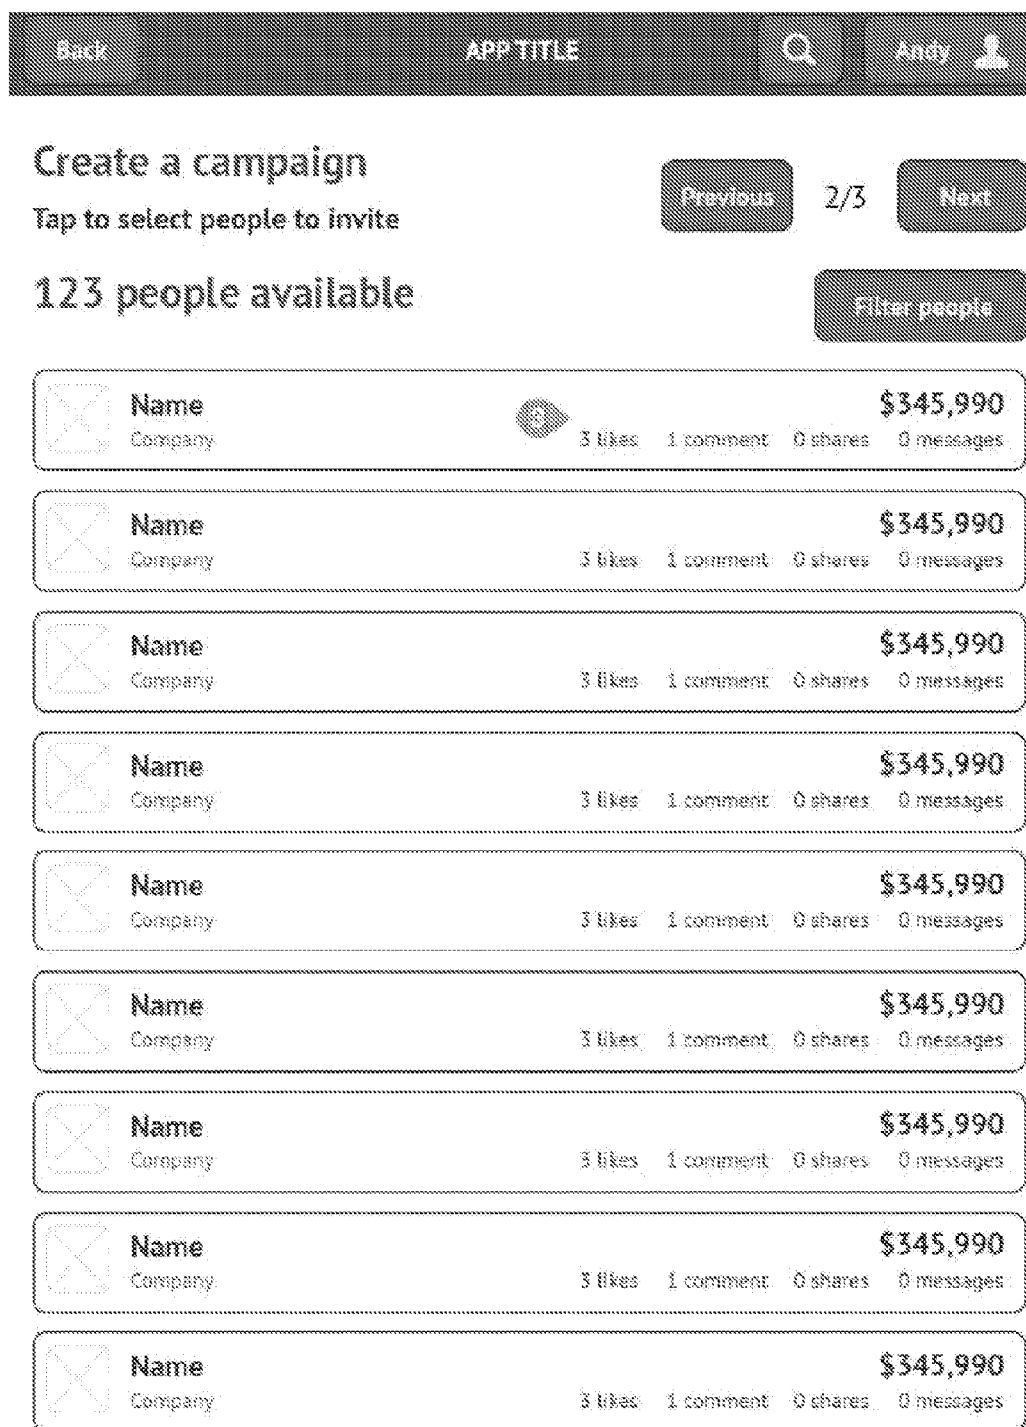 Back APP TITLE Andy
Create a campaign
Previous 2/3 Next
Tap to select people to invite
123 people available
Filter people
Name $345,990
Company 3 likes 1 comment 0 shares 0 messages
Name $345,990
Company 3 likes 1 comment 0 shares 0 messages
Name $345,990
Company 3 likes 1 comment 0 shares 0 messages
Name $345,990
Company 3 likes 1 comment 0 shares 0 messages
Name $345,990
Company 3 likes 1 comment 0 shares 0 messages
Name $345,990
Company 3 likes 1 comment 0 shares 0 messages
Name $345,990
Company 3 likes 1 comment 0 shares 0 messages
Name $345,990
Company 3 likes 1 comment 0 shares 0 messages
Name $345,990
Company 3 likes 1 comment 0 shares 0 messages